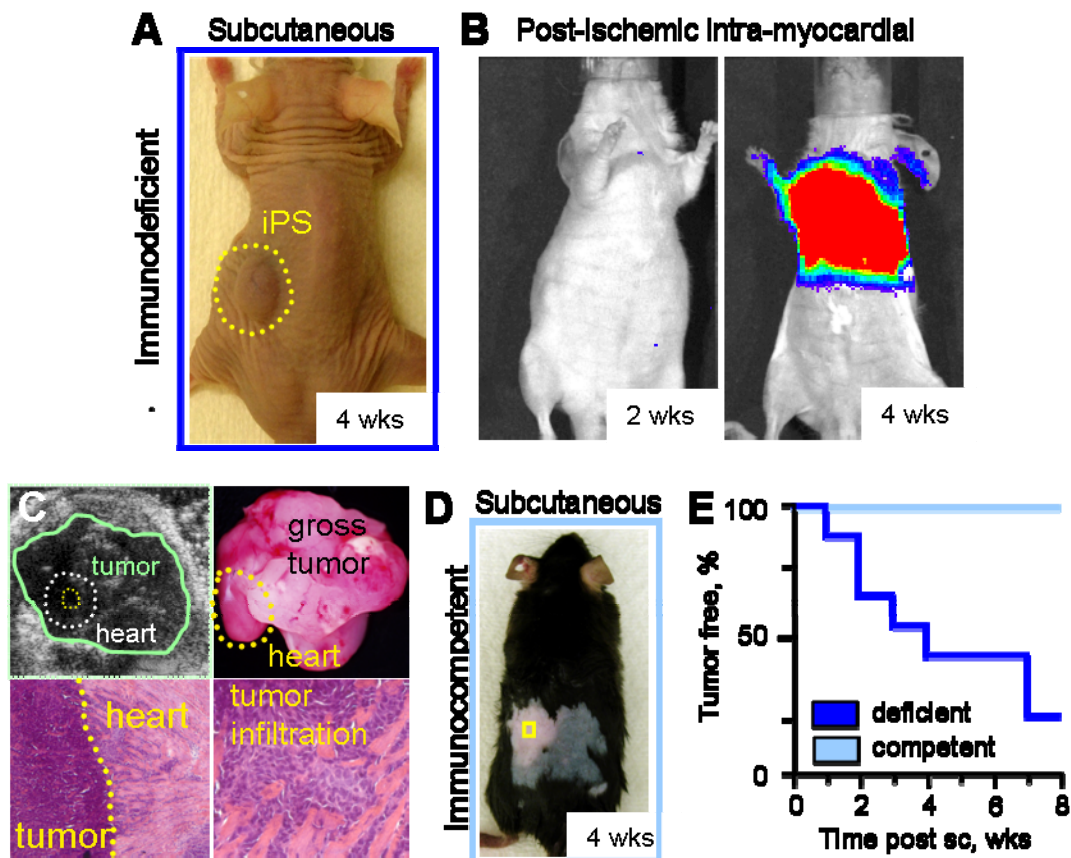 A
Subcutaneous
Immunodeficient
iPS
4 wks
B
Post-Ischemic Intra-myocardial
2 wks
4 wks
C
tumor
heart
gross
tumor
heart
heart
tumor
tumor
infiltration
D
Subcutaneous
Immunocompetent
4 wks
E
Tumor free, %
100
50
0
deficient
competent
0
2
4
6
8
Time post sc, wks